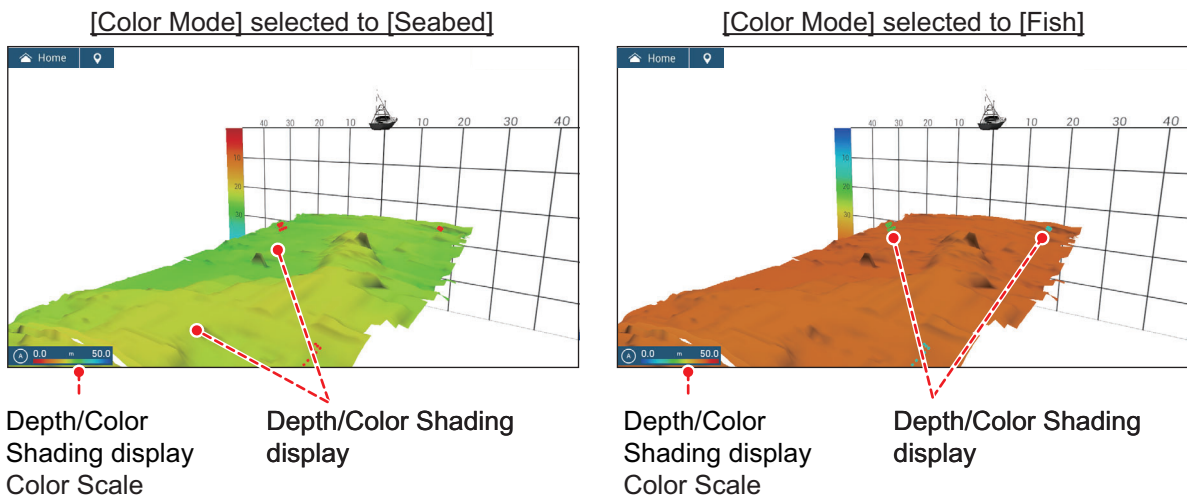 [Color Mode] selected to [Seabed]
Home
40 30 20 10 10 20 30 40
10
20
30
A 0.0 m 50.0
Depth/Color
Shading display
Color Scale
Depth/Color Shading
display
[Color Mode] selected to [Fish]
Home
40 30 20 10 10 20 30 40
10
20
30
A 0.0 m 50.0
Depth/Color
Shading display
Color Scale
Depth/Color Shading
display